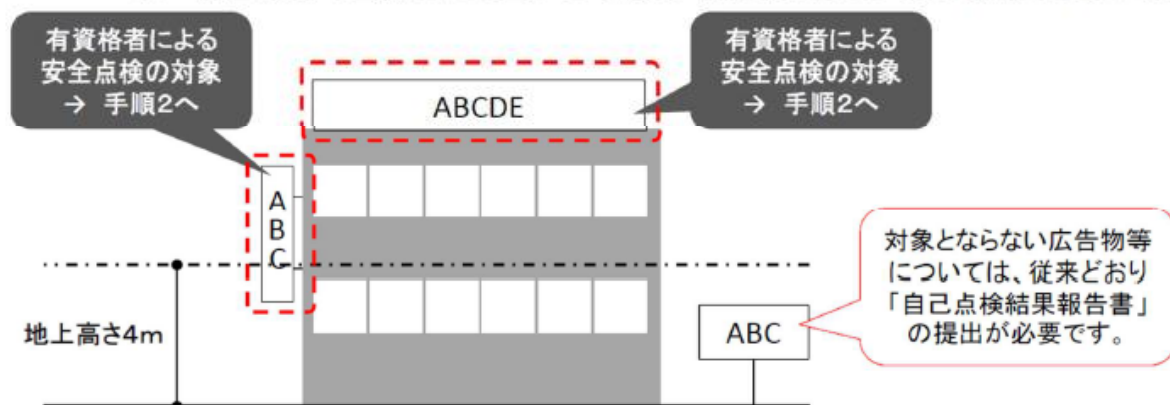 有資格者による
安全点検の対象
→ 手順2へ
有資格者による
安全点検の対象
→ 手順2へ
ABCDE
A
B
C
対象とならない広告物等
については、従来どおり
「自己点検結果報告書」
の提出が必要です。
地上高さ4m
ABC